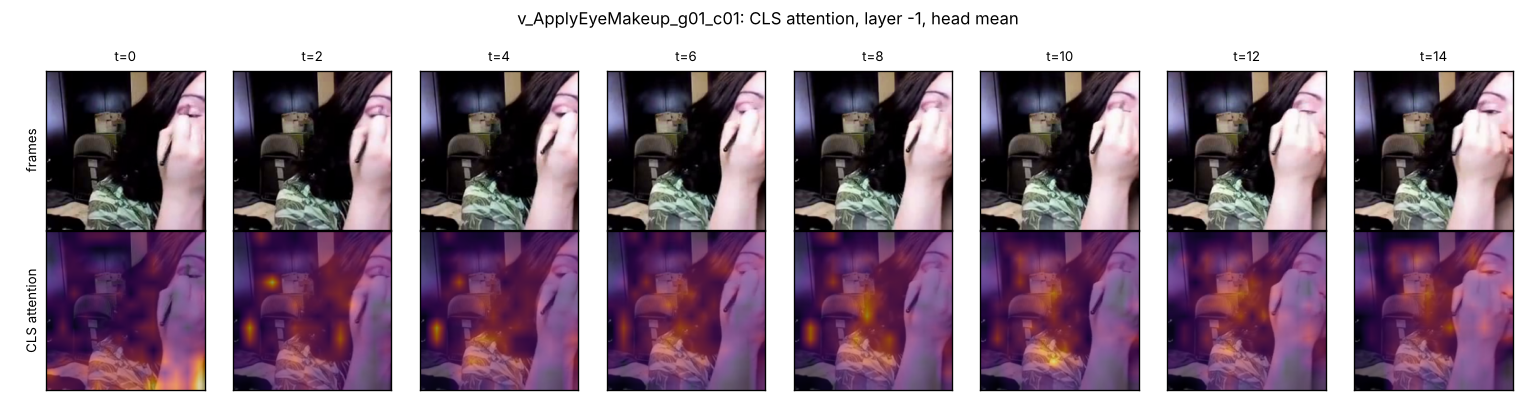 v_ApplyEyeMakeup_g01_c01: CLS attention, layer -1, head mean
t=0 t=2 t=4 t=6 t=8 t=10 t=12 t=14
frames
CLS attention